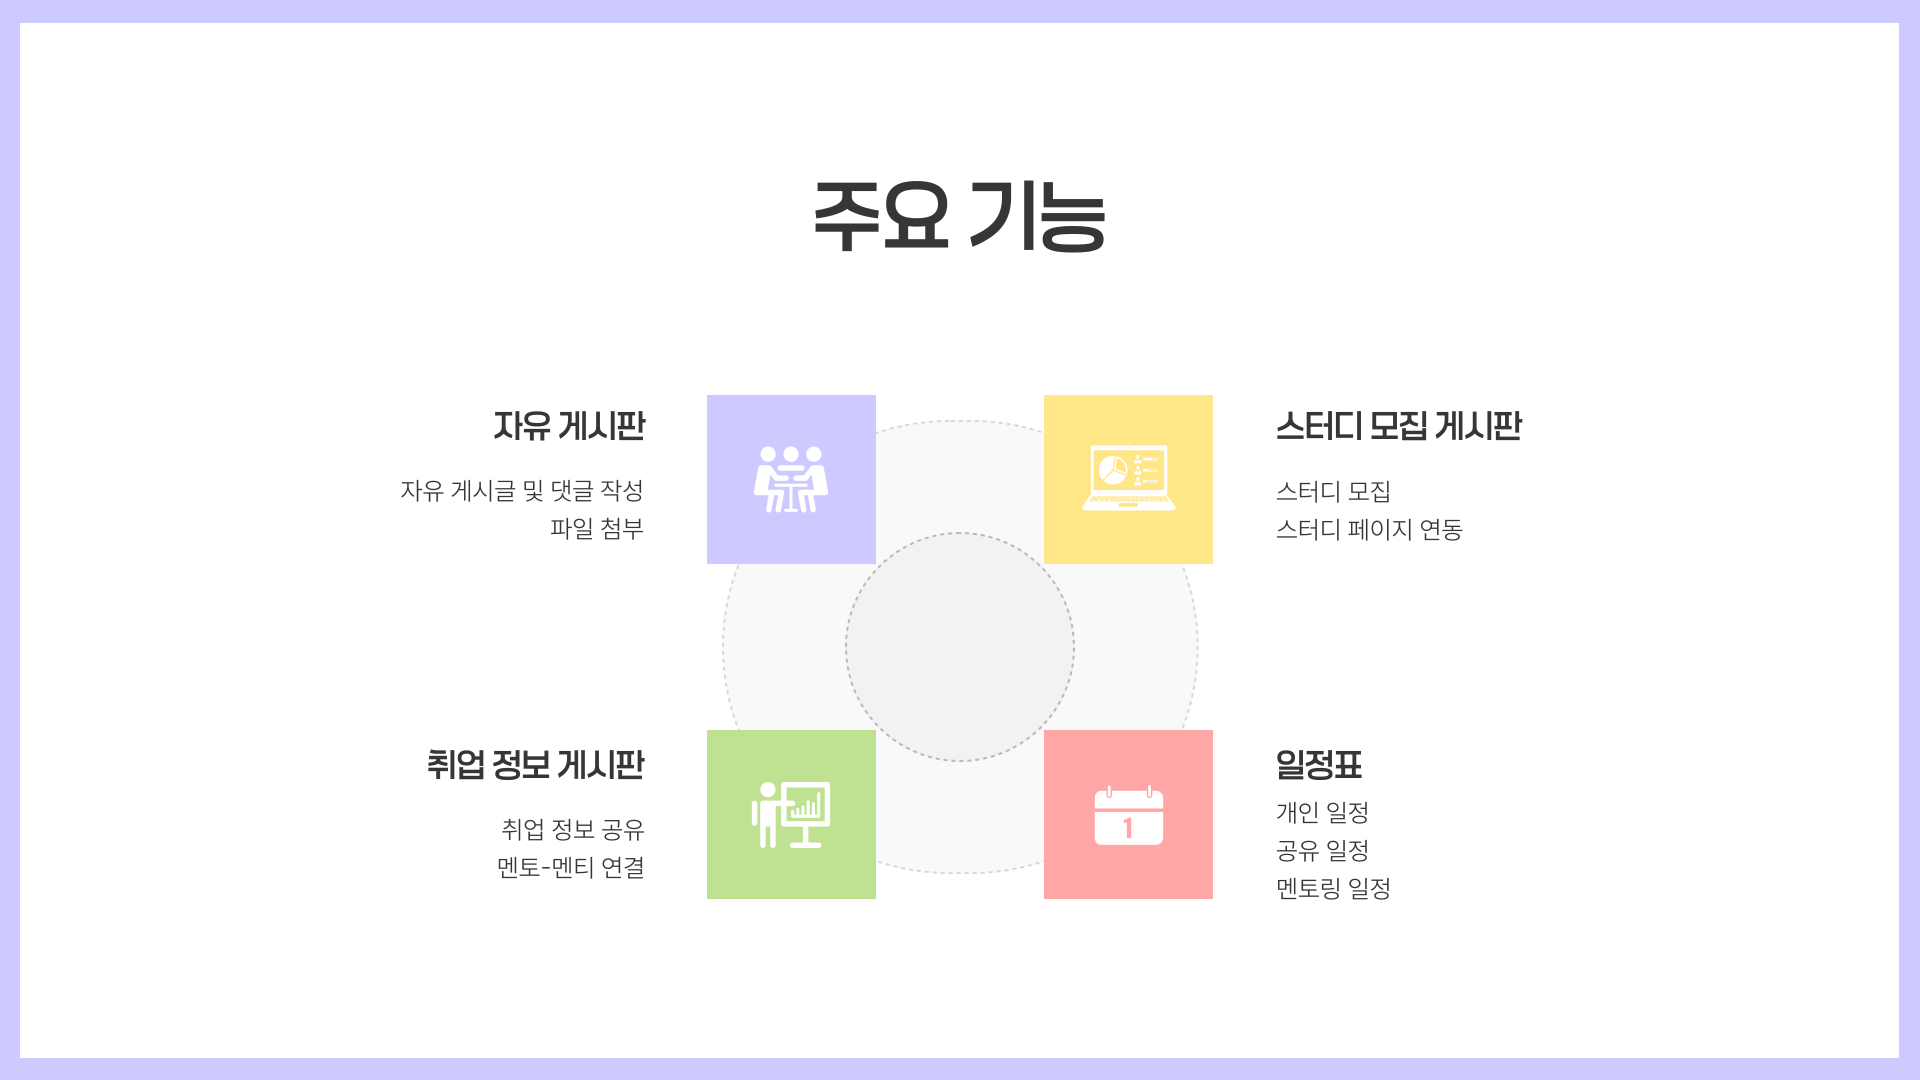 주요 기능
자유 게시판
자유 게시글 및 댓글 작성
파일 첨부
스터디 모집 게시판
스터디 모집
스터디 페이지 연동
취업 정보 게시판
취업 정보 공유
멘토-멘티 연결
일정표
개인 일정
공유 일정
멘토링 일정
1